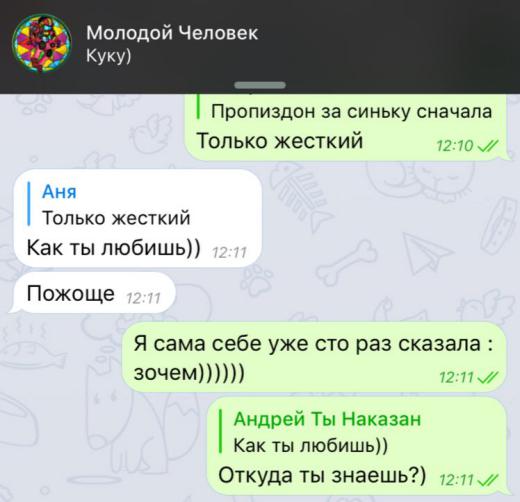 Молодой Человек
Куку)
Пропиздон за синьку сначала
Только жесткий
12:10
Аня
Только жесткий
Как ты любишь))
12:11
Пожоще
12:11
Я сама себе уже сто раз сказала :
зочем))))))
12:11
Андрей Ты Наказан
Как ты любишь))
Откуда ты знаешь?)
12:11